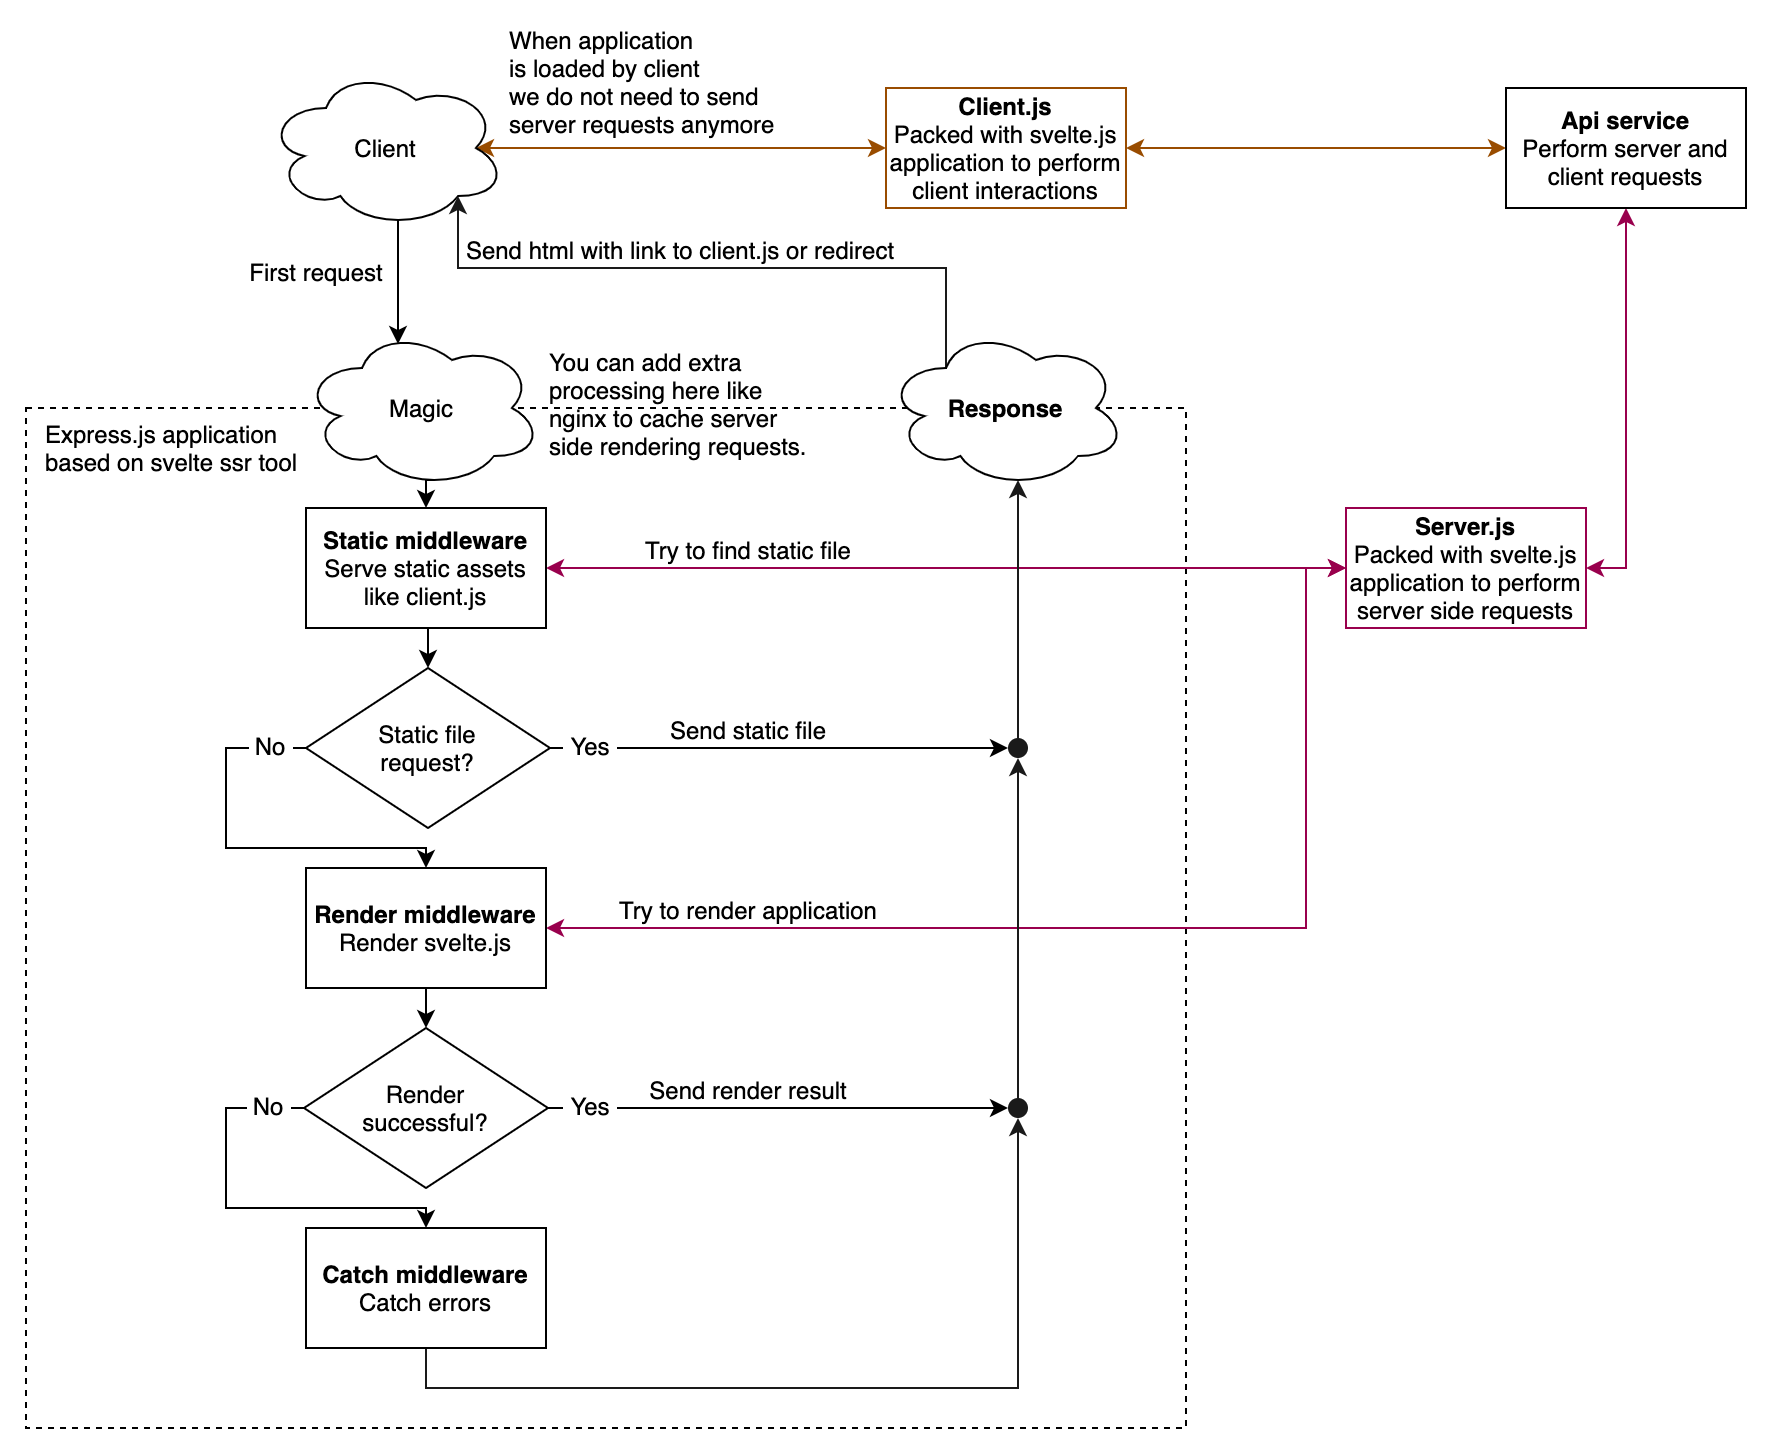 When application
is loaded by client
we do not need to send
server requests anymore
Client
Client.js
Packed with svelte.js
application to perform
client interactions
Api service
Perform server and
client requests
Send html with link to client.js or redirect
First request
Magic
You can add extra
processing here like
nginx to cache server
side rendering requests.
Response
Express.js application
based on svelte ssr tool
Static middleware
Serve static assets
like client.js
Try to find static file
Server.js
Packed with svelte.js
application to perform
server side requests
Static file
request?
No
Yes
Send static file
Render middleware
Render svelte.js
Try to render application
Render
successful?
No
Yes
Send render result
Catch middleware
Catch errors